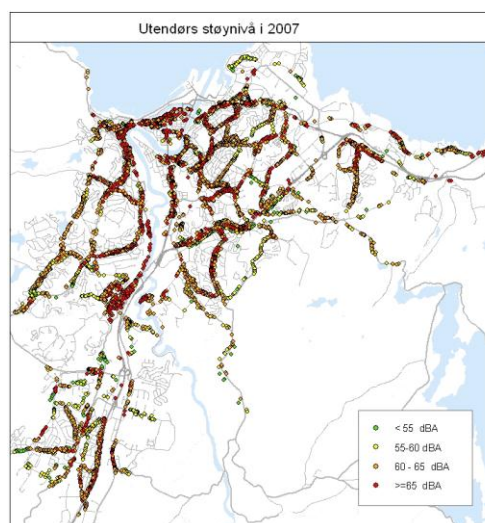 Utendørs støynivå i 2007
< 55 dBA
55-60 dBA
60 - 65 dBA
>=65 dBA